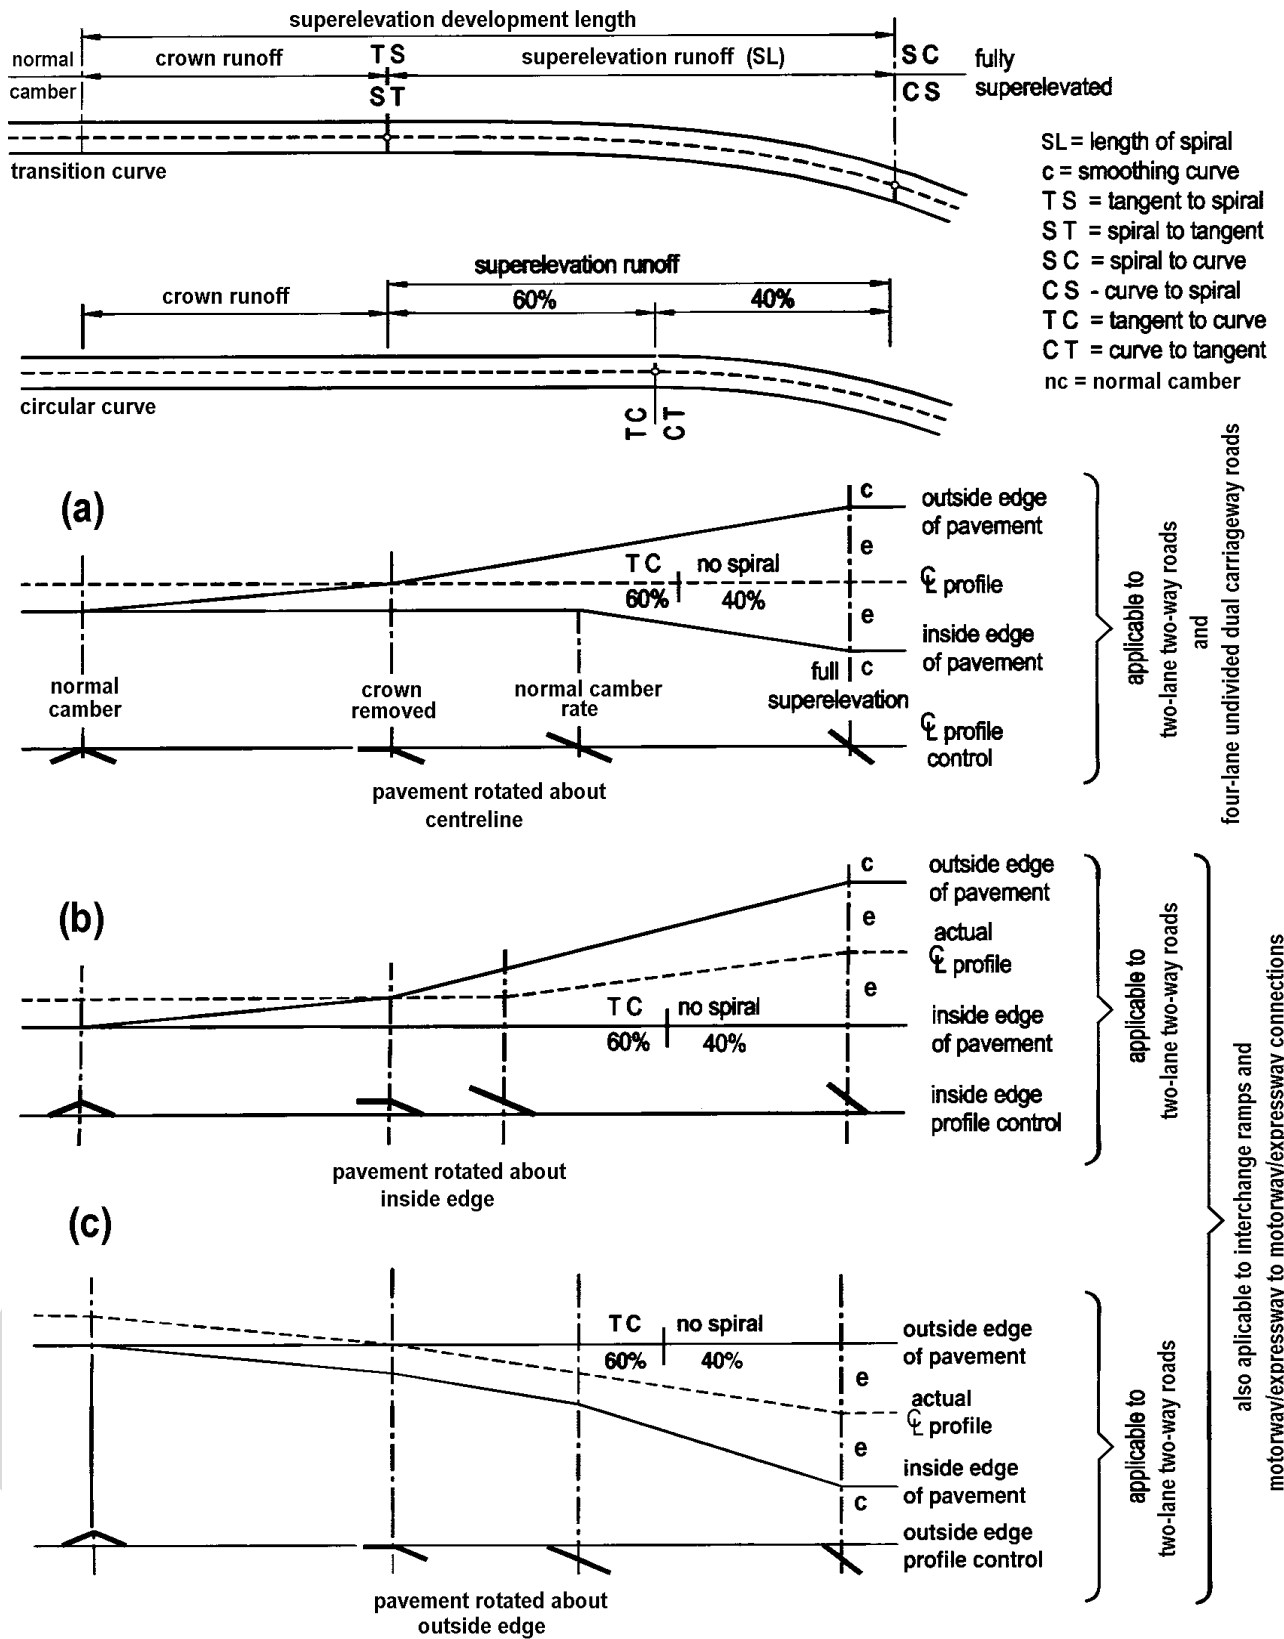 superelevation development length
normal
crown runoff
T S
superelevation runoff (SL)
S C
fully
camber
S T
C S
superelevated
transition curve
SL = length of spiral
c = smoothing curve
T S = tangent to spiral
S T = spiral to tangent
S C = spiral to curve
C S - curve to spiral
T C = tangent to curve
C T = curve to tangent
nc = normal camber
superelevation runoff
crown runoff
60%
40%
circular curve
T C
C T
(a)
c
outside edge
of pavement
e
T C
no spiral
60%
40%
℄ profile
e
inside edge
of pavement
full
c
superelevation
normal
camber
crown
removed
normal camber
rate
℄ profile
control
pavement rotated about
centreline
applicable to
two-lane two-way roads
and
four-lane undivided dual carriageway roads
(b)
c
outside edge
of pavement
e
actual
℄ profile
e
T C
no spiral
60%
40%
inside edge
of pavement
inside edge
profile control
pavement rotated about
inside edge
applicable to
two-lane two-way roads
(c)
T C
no spiral
60%
40%
outside edge
of pavement
e
actual
℄ profile
e
inside edge
of pavement
c
outside edge
profile control
pavement rotated about
outside edge
applicable to
two-lane two-way roads
also aplicable to interchange ramps and
motorway/expressway to motorway/expressway connections